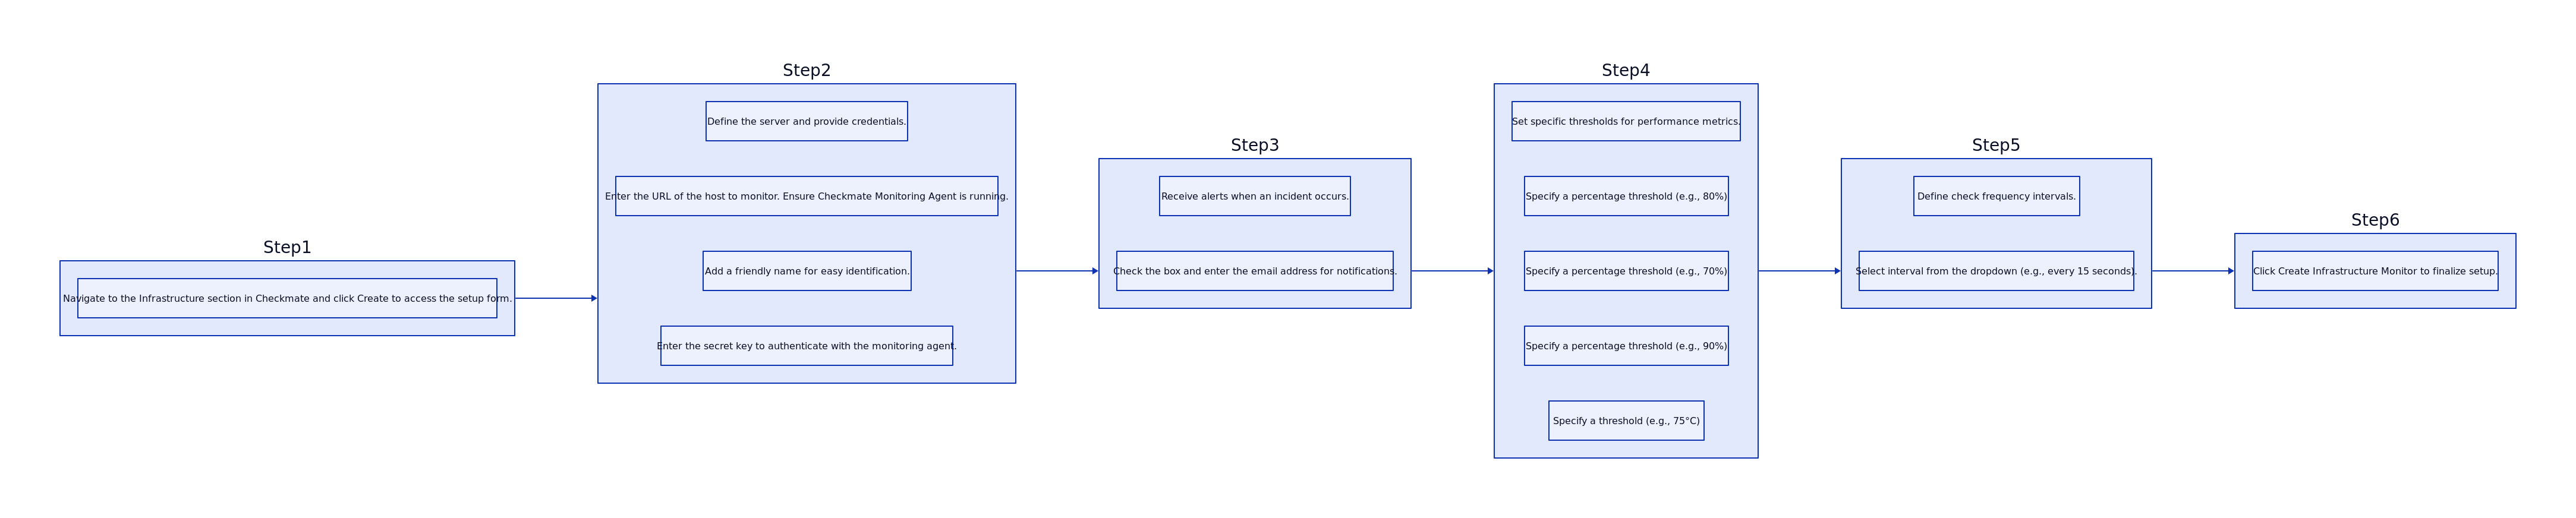 Step1
Navigate to the Infrastructure section in Checkmate and click Create to access the setup form.
Step2
Define the server and provide credentials.
Enter the URL of the host to monitor. Ensure Checkmate Monitoring Agent is running.
Add a friendly name for easy identification.
Enter the secret key to authenticate with the monitoring agent.
Step3
Receive alerts when an incident occurs.
Check the box and enter the email address for notifications.
Step4
Set specific thresholds for performance metrics.
Specify a percentage threshold (e.g., 80%)
Specify a percentage threshold (e.g., 70%)
Specify a percentage threshold (e.g., 90%)
Specify a threshold (e.g., 75°C)
Step5
Define check frequency intervals.
Select interval from the dropdown (e.g., every 15 seconds).
Step6
Click Create Infrastructure Monitor to finalize setup.